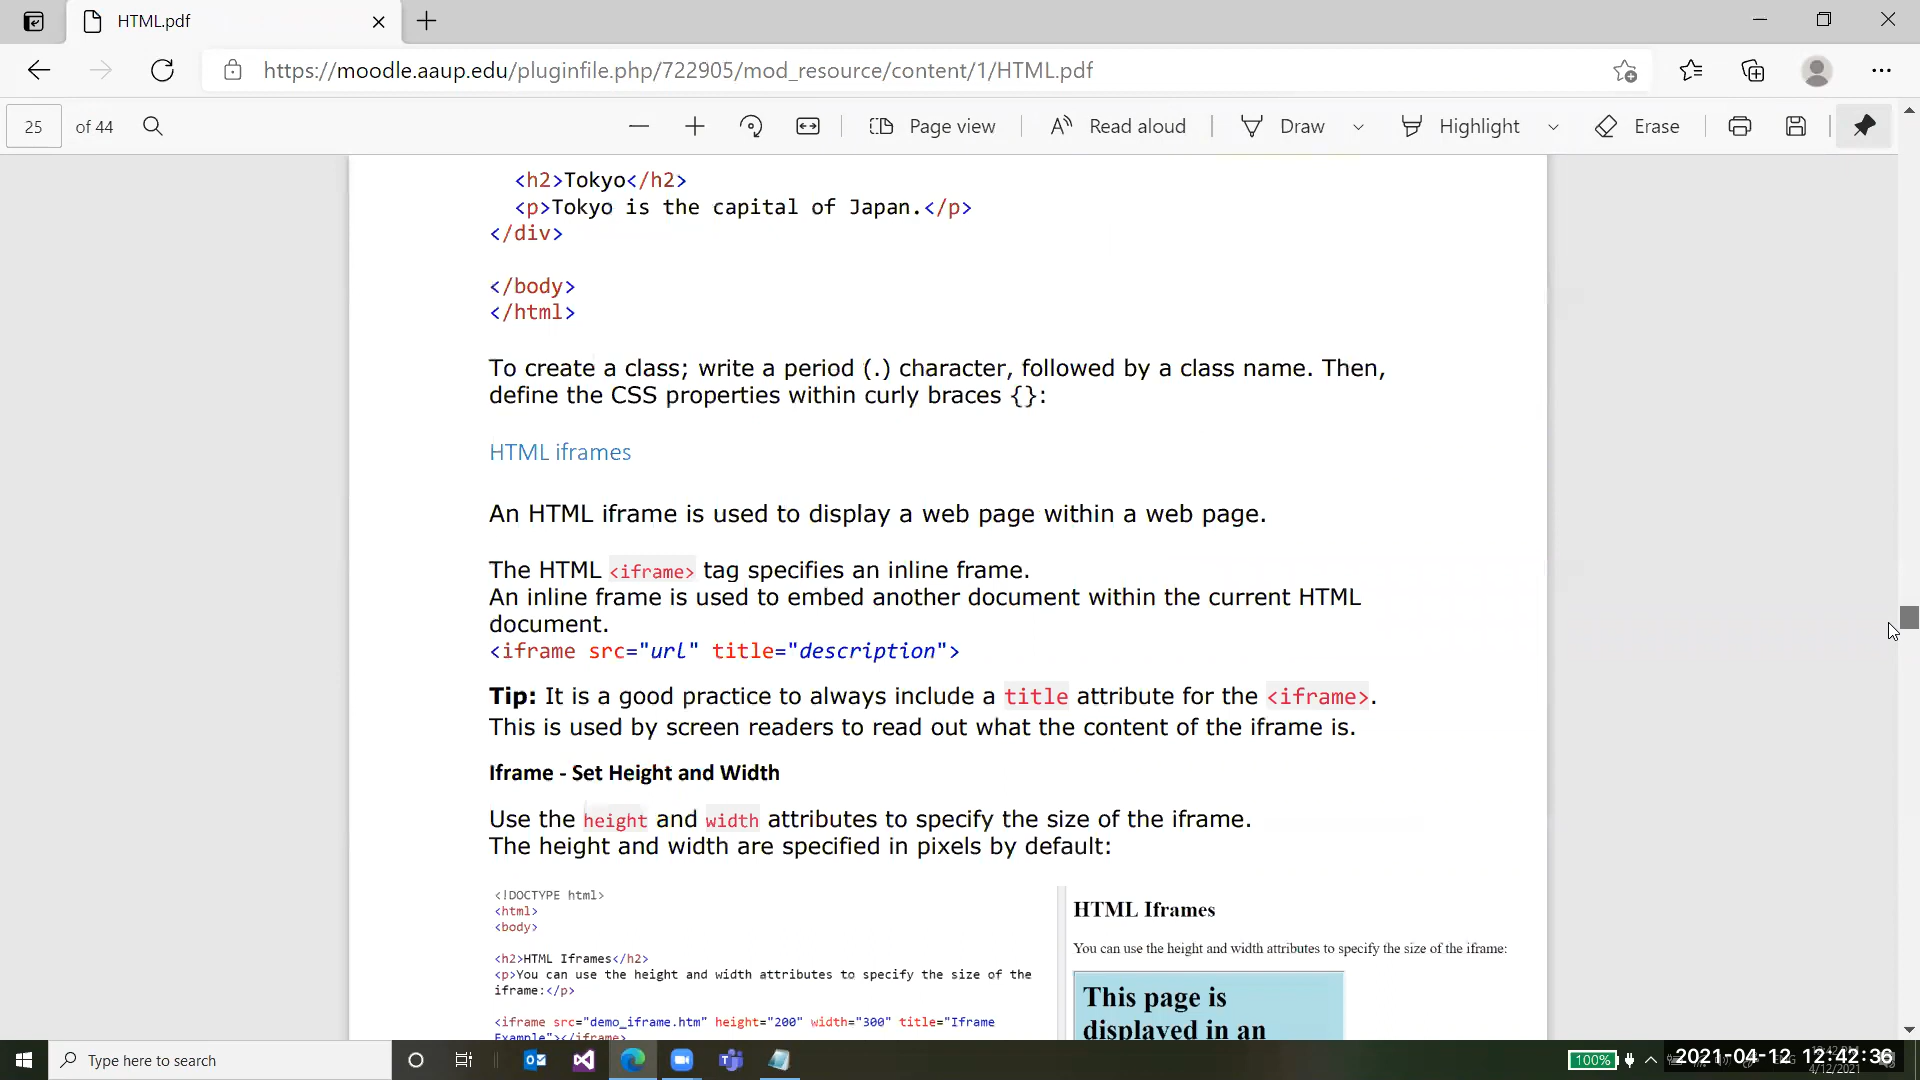 HTML.pdf
https://moodle.aaup.edu/pluginfile.php/722905/mod_resource/content/1/HTML.pdf
25 of 44 Page view Read aloud Draw Highlight Erase
<h2>Tokyo</h2>
<p>Tokyo is the capital of Japan.</p>
</div>
</body>
</html>
To create a class; write a period (.) character, followed by a class name. Then,
define the CSS properties within curly braces {}:
HTML iframes
An HTML iframe is used to display a web page within a web page.
The HTML <iframe> tag specifies an inline frame.
An inline frame is used to embed another document within the current HTML
document.
<iframe src="url" title="description">
Tip: It is a good practice to always include a title attribute for the <iframe>.
This is used by screen readers to read out what the content of the iframe is.
Iframe - Set Height and Width
Use the height and width attributes to specify the size of the iframe.
The height and width are specified in pixels by default:
<!DOCTYPE html>
<html>
<body>
<h2>HTML Iframes</h2>
<p>You can use the height and width attributes to specify the size of the
iframe:</p>
<iframe src="demo_iframe.htm" height="200" width="300" title="Iframe
Example"></iframe>
HTML Iframes
You can use the height and width attributes to specify the size of the iframe:
This page is
displayed in an
Type here to search
100%
2021-04-12 12:42:36
4/12/2021